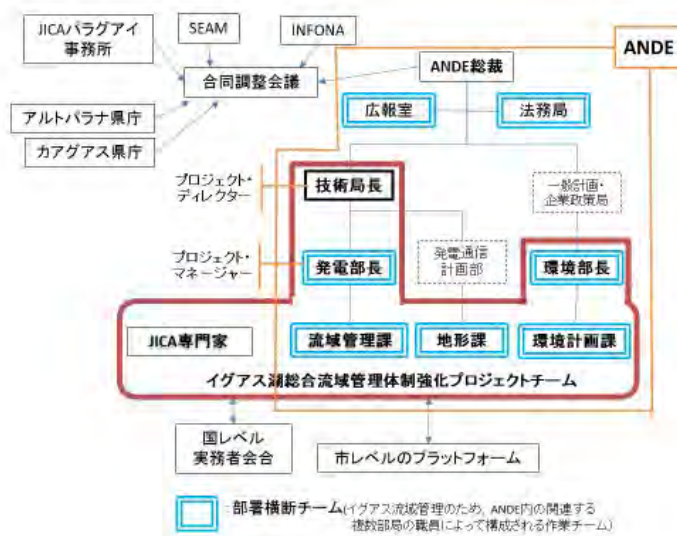 JICAパラグアイ
事務所
SEAM
INFONA
ANDE
合同調整会議
ANDE総裁
広報室
法務局
アルトパラナ県庁
カアグアス県庁
プロジェクト・
ディレクター
技術局長
一般計画・
企業政策局
プロジェクト・
マネージャー
発電部長
発電通信
計画部
環境部長
JICA専門家
流域管理課
地形課
環境計画課
イグアス湖総合流域管理体制強化プロジェクトチーム
国レベル
実務者会合
市レベルのプラットフォーム
:部署横断チーム(イグアス流域管理のため、ANDE内の関連する
複数部局の職員によって構成される作業チーム)